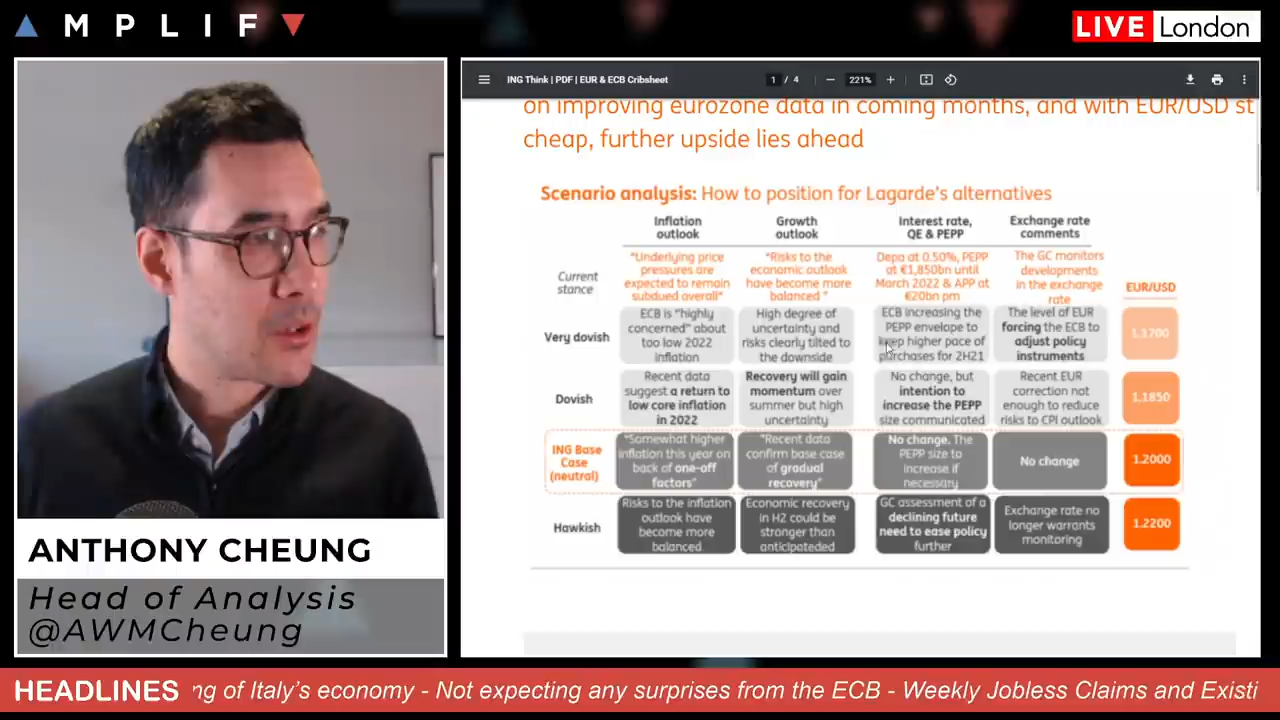 AMPLIFY
LIVE London
ING Think | PDF | EUR & ECB Cribsheet
1 / 4
221%
on improving eurozone data in coming months, and with EUR/USD st
cheap, further upside lies ahead
Scenario analysis: How to position for Lagarde's alternatives
Inflation
outlook
Growth
outlook
Interest rate,
QE & PEPP
Exchange rate
comments
Current
stance
"Underlying price
pressures are
expected to remain
subdued overall"
"Risks to the
economic outlook
have become more
balanced "
Depo at 0.50%, PEPP
at €1,850bn until
March 2022 & APP at
€20bn pm
The GC monitors
developments
in the exchange
rate
EUR/USD
Very dovish
ECB is "highly
concerned" about
too low 2022
inflation
High degree of
uncertainty and
risks clearly tilted to
the downside
ECB increasing the
PEPP envelope to
keep higher pace of
purchases for 2H21
The level of EUR
forcing the ECB to
adjust policy
instruments
1.1700
Dovish
Recent data
suggest a return to
low core inflation
in 2022
Recovery will gain
momentum over
summer but high
uncertainty
No change, but
intention to
increase the PEPP
size communicated
Recent EUR
correction not
enough to reduce
risks to CPI outlook
1.1850
ING Base
Case
(neutral)
"Somewhat higher
inflation this year on
back of one-off
factors"
"Recent data
confirm base case
of gradual
recovery"
No change. The
PEPP size to
increase if
necessary
No change
1.2000
Hawkish
Risks to the inflation
outlook have
become more
balanced
Economic recovery
in H2 could be
stronger than
anticipateded
GC assessment of a
declining future
need to ease policy
further
Exchange rate no
longer warrants
monitoring
1.2200
ANTHONY CHEUNG
Head of Analysis
@AWMCheung
HEADLINES ng of Italy's economy - Not expecting any surprises from the ECB - Weekly Jobless Claims and Existi